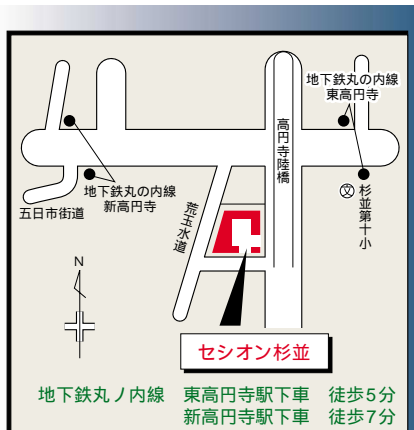 地下鉄丸の内線
東高円寺
高円寺陸橋
地下鉄丸の内線
新高円寺
五日市街道
文
杉並第十小
荒玉水道
N
セシオン杉並
地下鉄丸ノ内線 東高円寺駅下車 徒歩5分
新高円寺駅下車 徒歩7分